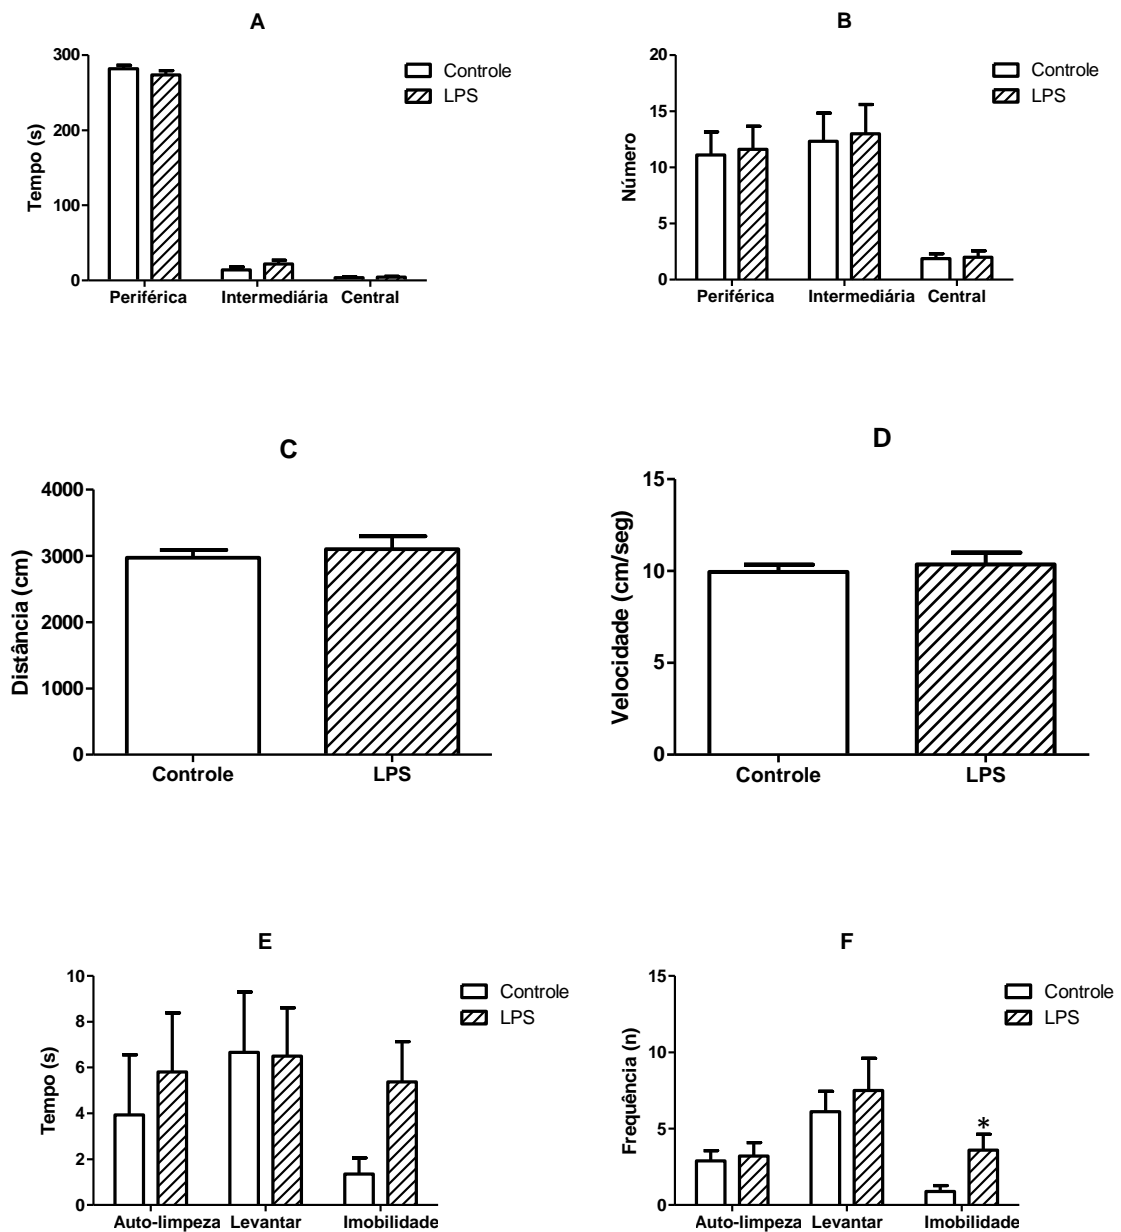 A
Tempo (s)
300
200
100
0
Periférica Intermediária Central
Controle
LPS
B
Número
20
15
10
5
0
Periférica Intermediária Central
Controle
LPS
C
Distância (cm)
4000
3000
2000
1000
0
Controle LPS
D
Velocidade (cm/seg)
15
10
5
0
Controle LPS
E
Tempo (s)
10
8
6
4
2
0
Auto-limpeza Levantar Imobilidade
Controle
LPS
F
Frequência (n)
15
10
5
0
*
Auto-limpeza Levantar Imobilidade
Controle
LPS